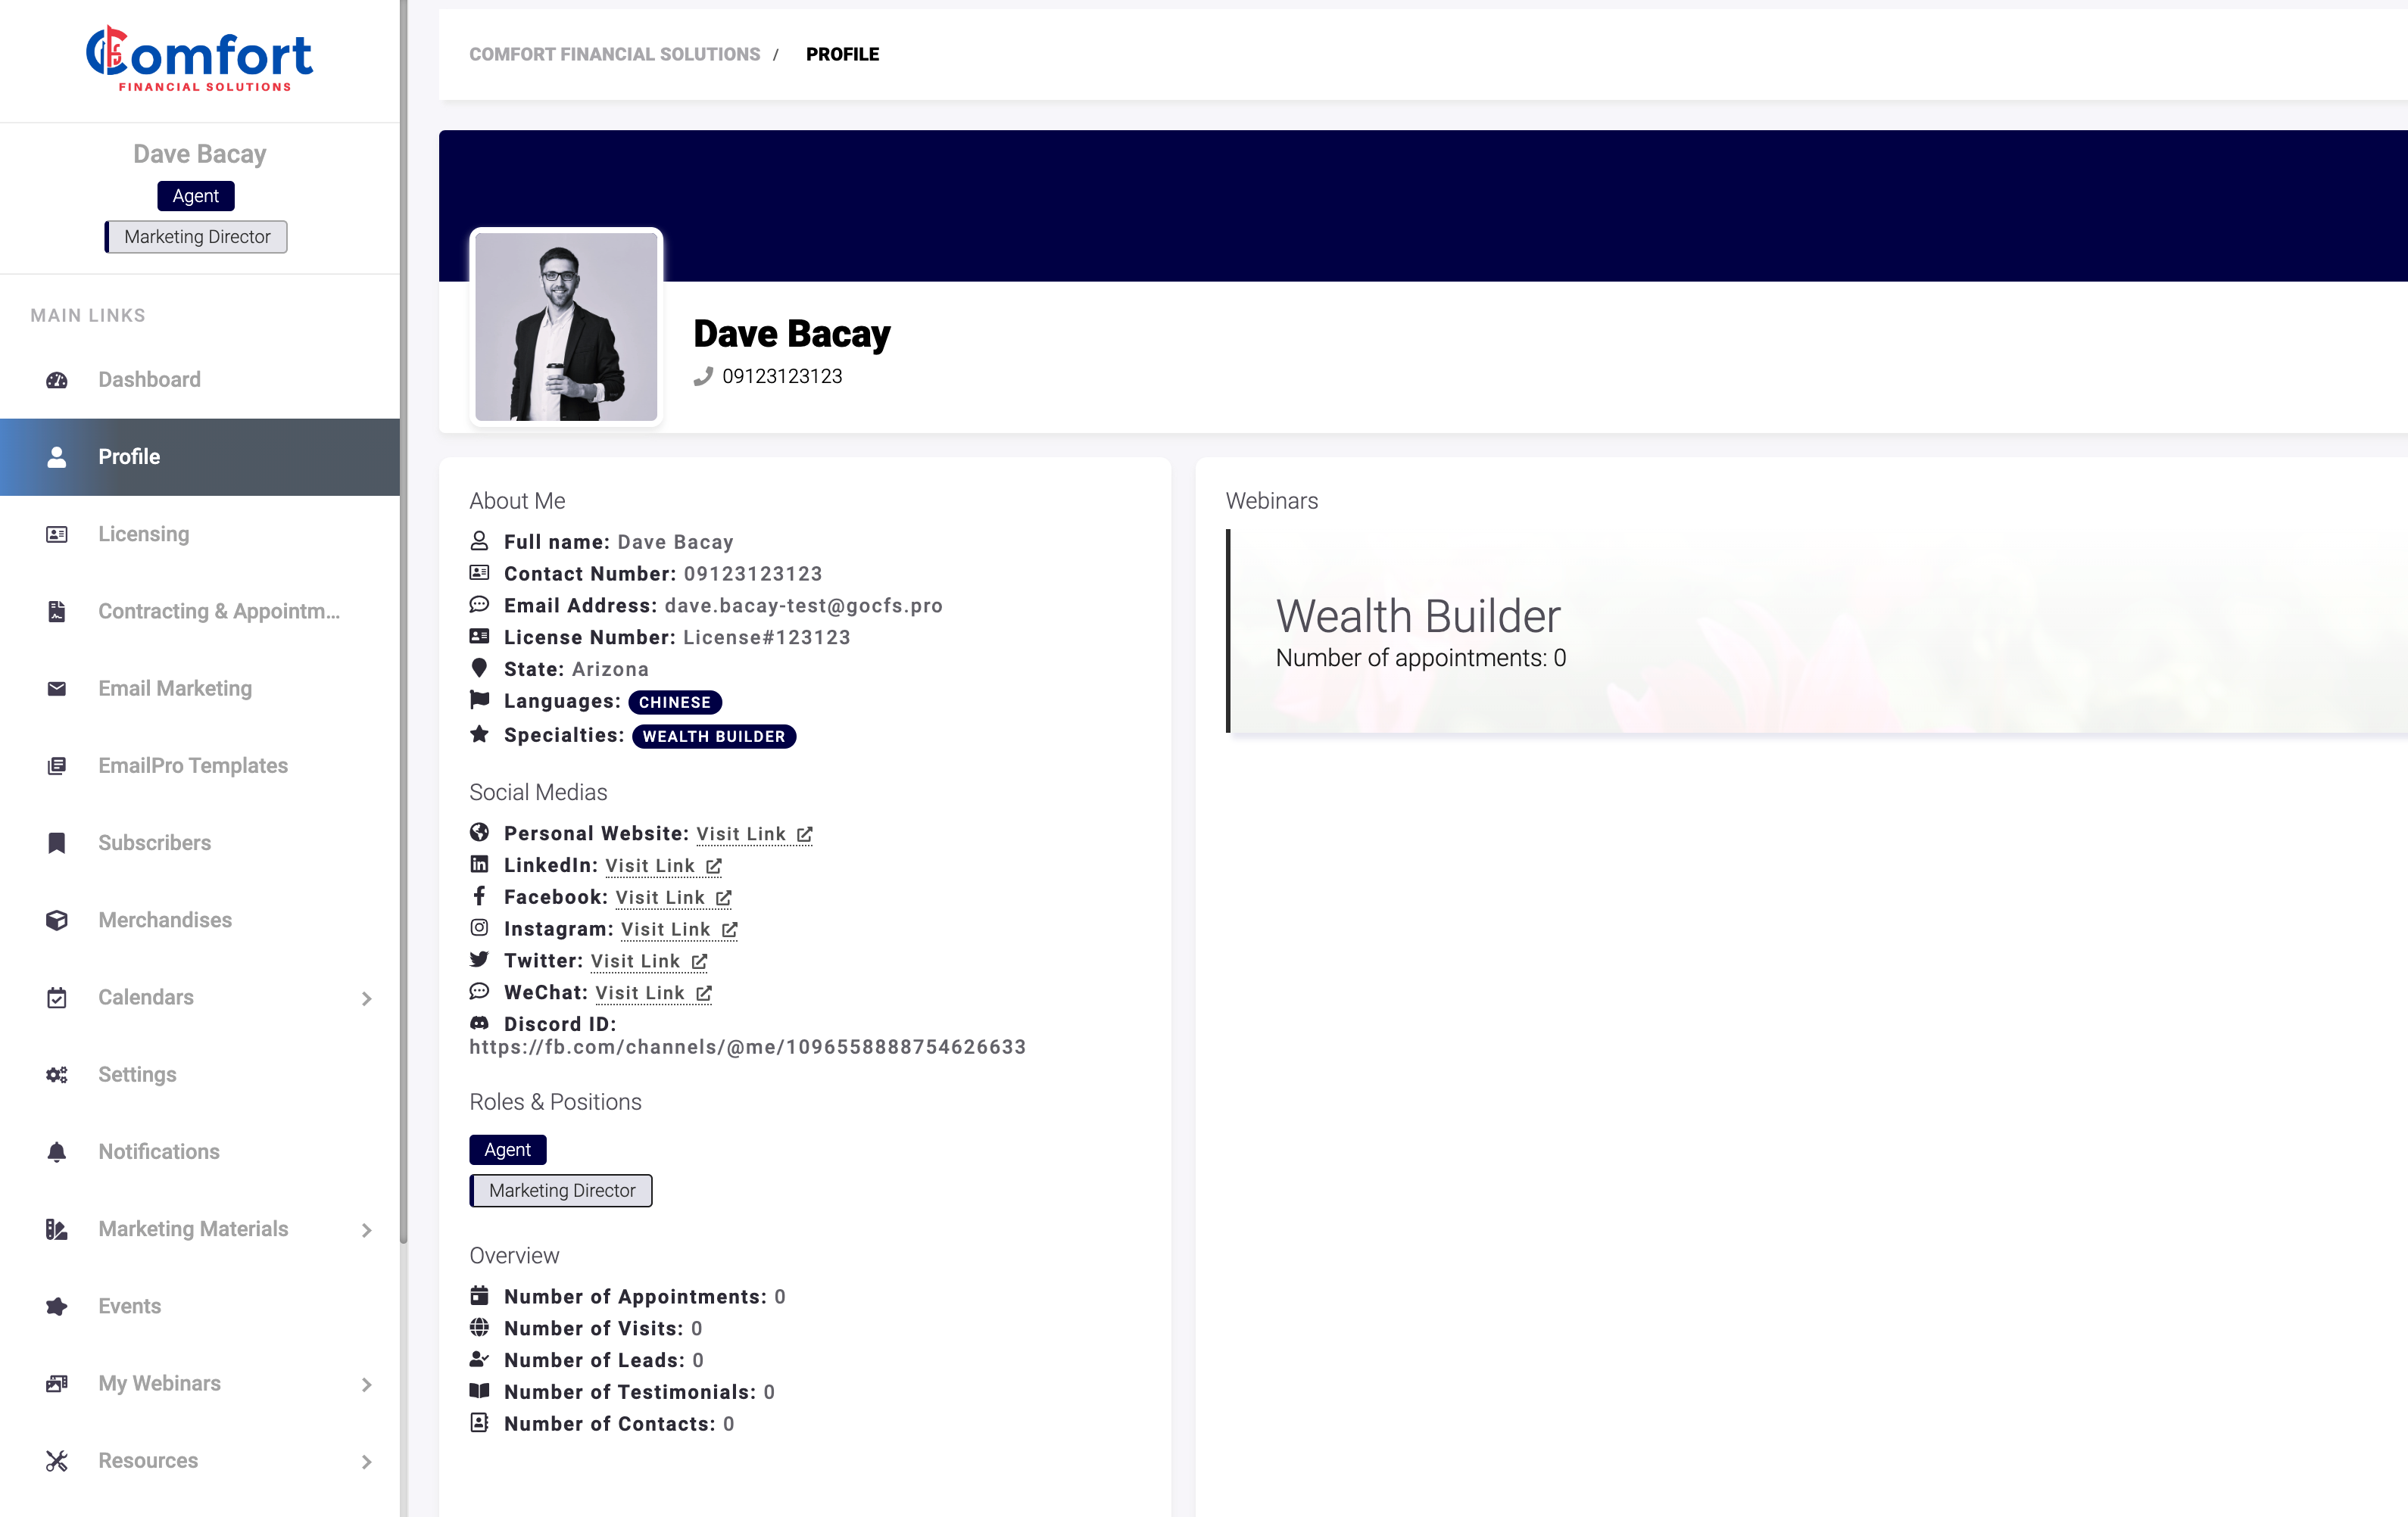 Comfort
FINANCIAL SOLUTIONS
Dave Bacay
Agent
Marketing Director
MAIN LINKS
Dashboard
Profile
Licensing
Contracting & Appointm...
Email Marketing
EmailPro Templates
Subscribers
Merchandises
Calendars
Settings
Notifications
Marketing Materials
Events
My Webinars
Resources
COMFORT FINANCIAL SOLUTIONS / PROFILE
Dave Bacay
09123123123
About Me
Full name: Dave Bacay
Contact Number: 09123123123
Email Address: dave.bacay-test@gocfs.pro
License Number: License#123123
State: Arizona
Languages: CHINESE
Specialties: WEALTH BUILDER
Social Medias
Personal Website: Visit Link
LinkedIn: Visit Link
Facebook: Visit Link
Instagram: Visit Link
Twitter: Visit Link
WeChat: Visit Link
Discord ID:
https://fb.com/channels/@me/1096558888754626633
Roles & Positions
Agent
Marketing Director
Overview
Number of Appointments: 0
Number of Visits: 0
Number of Leads: 0
Number of Testimonials: 0
Number of Contacts: 0
Webinars
Wealth Builder
Number of appointments: 0